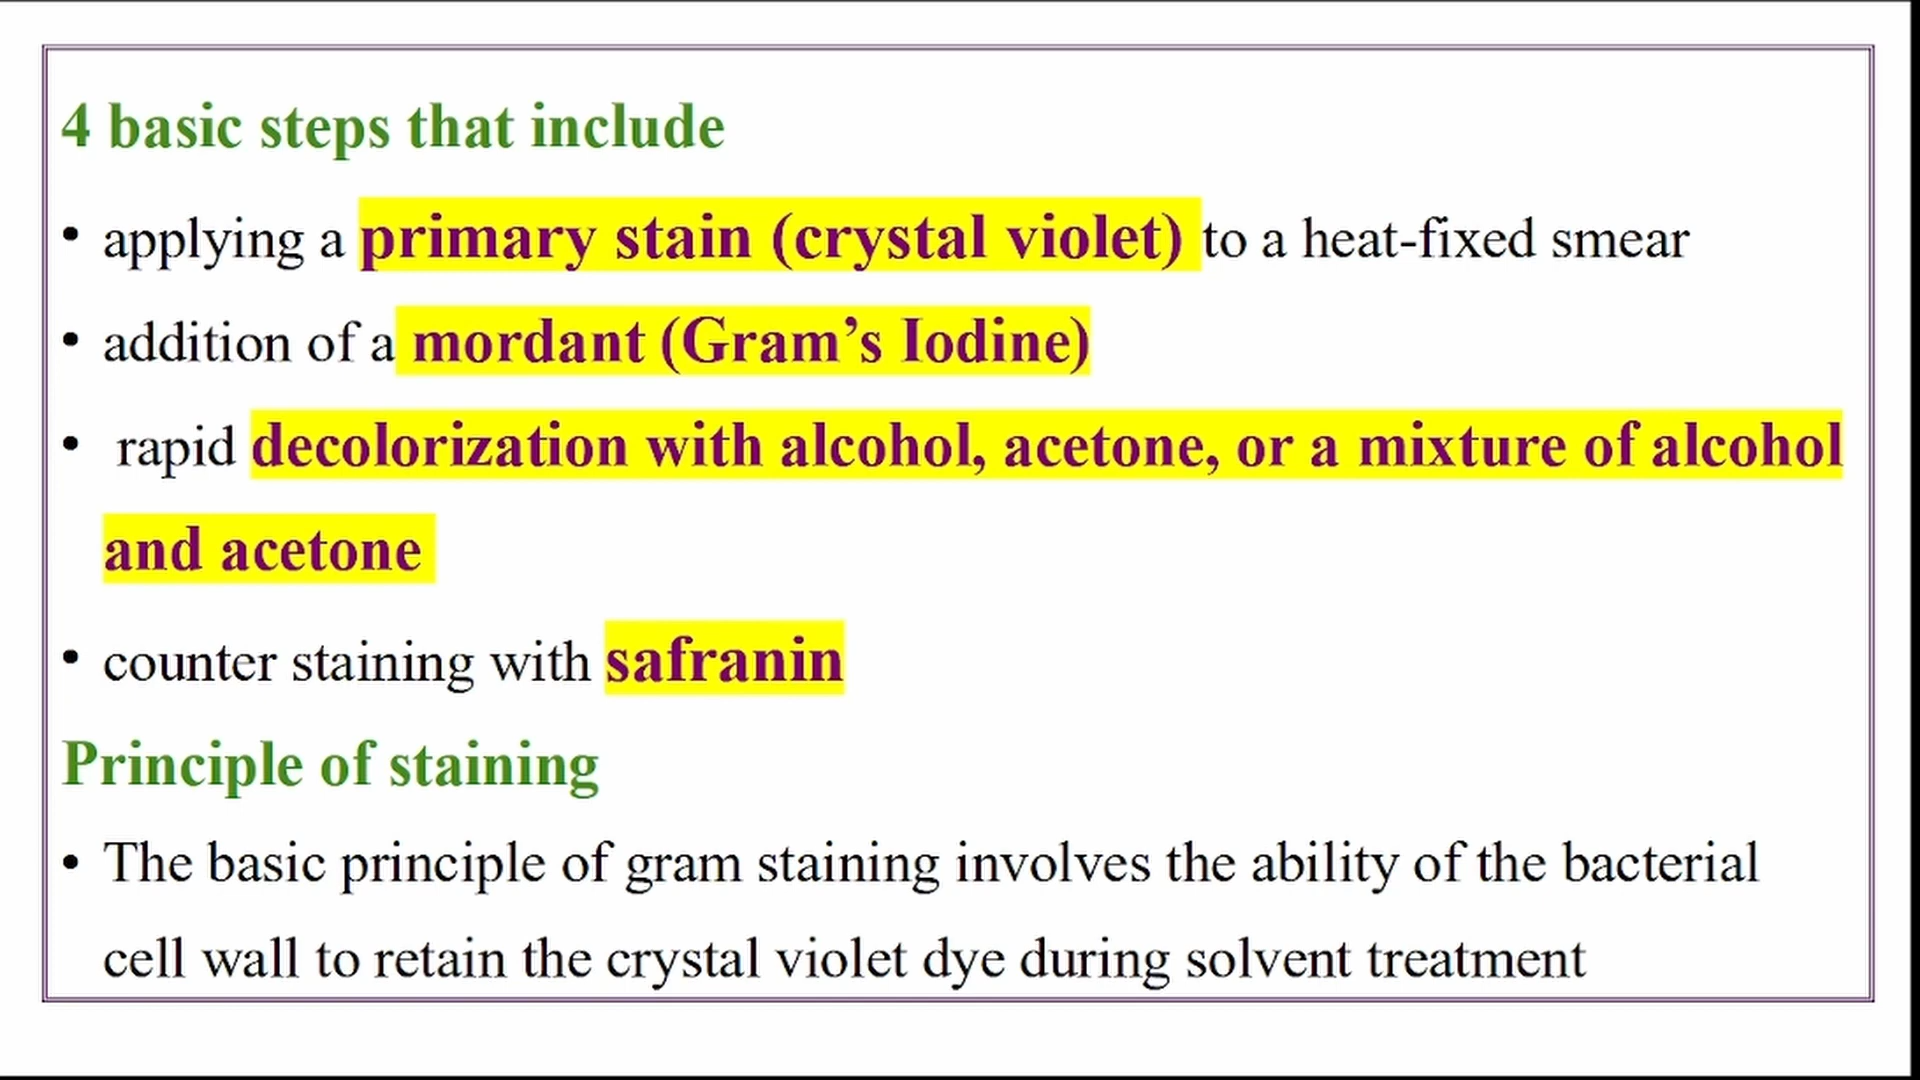 4 basic steps that include
• applying a primary stain (crystal violet) to a heat-fixed smear
• addition of a mordant (Gram’s Iodine)
• rapid decolorization with alcohol, acetone, or a mixture of alcohol
and acetone
• counter staining with safranin
Principle of staining
• The basic principle of gram staining involves the ability of the bacterial
cell wall to retain the crystal violet dye during solvent treatment